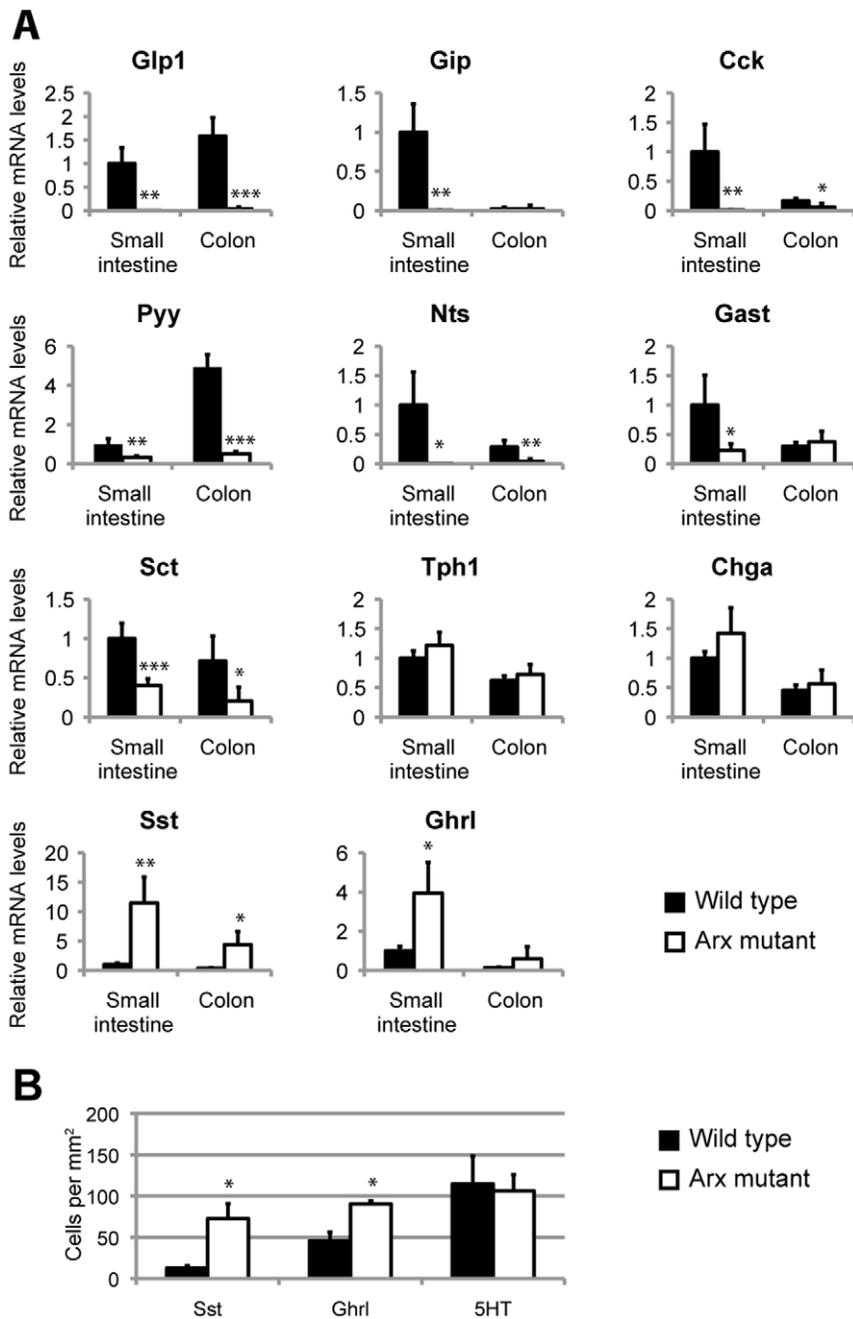 A
Glp1 Gip Cck
Relative mRNA levels
2.5
2
1.5
1
0.5
0
** ***
Small intestine Colon
1.5
1
0.5
0
**
Small intestine Colon
2
1.5
1
0.5
0
** *
Small intestine Colon
Pyy Nts Gast
Relative mRNA levels
6
4
2
0
** ***
Small intestine Colon
2
1.5
1
0.5
0
* **
Small intestine Colon
2
1.5
1
0.5
0
*
Small intestine Colon
Sct Tph1 Chga
Relative mRNA levels
1.5
1
0.5
0
*** *
Small intestine Colon
2
1.5
1
0.5
0
Small intestine Colon
2
1.5
1
0.5
0
Small intestine Colon
Sst Ghrl
Relative mRNA levels
20
15
10
5
0
** *
Small intestine Colon
6
4
2
0
*
Small intestine Colon
Wild type
Arx mutant
B
Cells per mm²
200
150
100
50
0
* *
Sst Ghrl 5HT
Wild type
Arx mutant